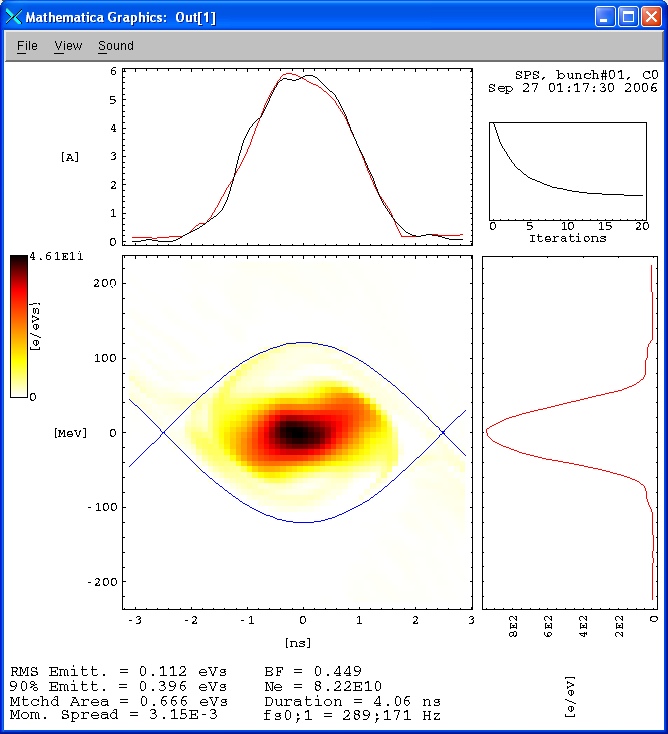 Mathematica Graphics: Out[1]
File View Sound
SPS, bunch#01, C0
Sep 27 01:17:30 2006
6
5
4
3
2
1
0
[A]
0 5 10 15 20
Iterations
4.61E11
[e/eVs]
0
200
100
0
-100
-200
[MeV]
-3 -2 -1 0 1 2 3
[ns]
8E2 6E2 4E2 2E2 0
[e/eV]
RMS Emitt. = 0.112 eVs BF = 0.449
90% Emitt. = 0.396 eVs Ne = 8.22E10
Mtchd Area = 0.666 eVs Duration = 4.06 ns
Mom. Spread = 3.15E-3 fs0;1 = 289;171 Hz